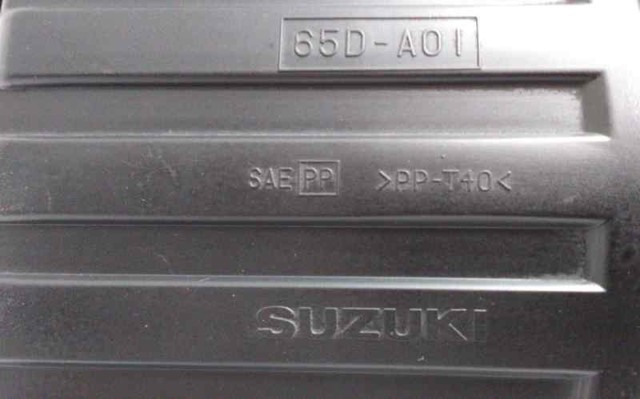 65D-A01
SAE PP >PP-T40<
SUZUKI